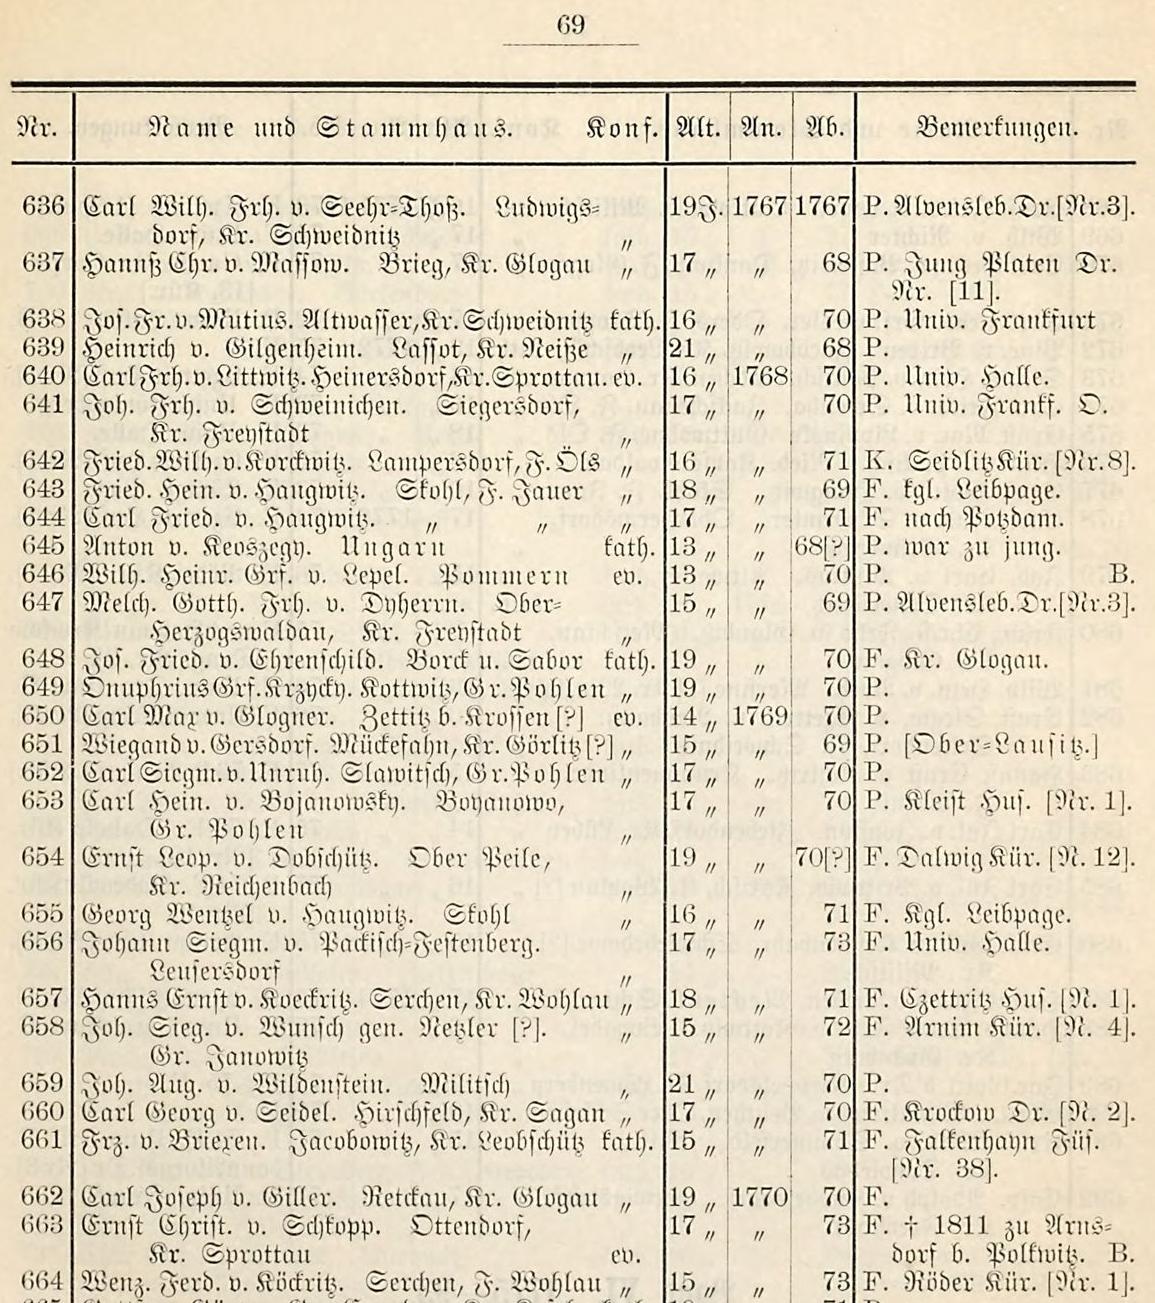 69
Nr. Name und Stammhaus. Konf. Alt. An. Ab. Bemerkungen.
636 Carl Wilh. Frh. v. Seehr-Thoß. Ludwigs- 19 J. 1767 1767 P. Alvensleb. Dr. [Nr. 3].
dorf, Kr. Schweidnitz „
637 Hannß Chr. v. Massow. Brieg, Kr. Glogau „ 17 „ „ 68 P. Jung Platen Dr.
Nr. [11].
638 Jos. Fr. v. Mutius. Altwasser, Kr. Schweidnitz kath. 16 „ „ 70 P. Univ. Frankfurt
639 Heinrich v. Gilgenheim. Lassot, Kr. Neiße „ 21 „ „ 68 P.
640 Carl Frh. v. Littwitz. Heinersdorf, Kr. Sprottau. ev. 16 „ 1768 70 P. Univ. Halle.
641 Joh. Frh. v. Schweinichen. Siegersdorf, 17 „ „ 70 P. Univ. Frankf. O.
Kr. Freystadt „
642 Fried. Wilh. v. Korckwitz. Lampersdorf, F. Öls „ 16 „ „ 71 K. Seidlitz Kür. [Nr. 8].
643 Fried. Hein. v. Haugwitz. Skohl, F. Jauer „ 18 „ „ 69 F. kgl. Leibpage.
644 Carl Fried. v. Haugwitz. „ „ „ 17 „ „ 71 F. nach Potzdam.
645 Anton v. Keoszegy. Ungarn kath. 13 „ „ 68[?] P. war zu jung.
646 Wilh. Heinr. Grf. v. Lepel. Pommern ev. 13 „ „ 70 P. B.
647 Melch. Gotth. Frh. v. Dyherrn. Ober- 15 „ „ 69 P. Alvensleb. Dr. [Nr. 3].
Herzogswaldau, Kr. Freystadt „
648 Jos. Fried. v. Ehrenschild. Borck u. Sabor kath. 19 „ „ 70 F. Kr. Glogau.
649 Onuphrius Grf. Krzycky. Kottwitz, Gr. Pohlen „ 19 „ „ 70 P.
650 Carl Max v. Glogner. Zettitz b. Krossen [?] ev. 14 „ 1769 70 P.
651 Wiegand v. Gersdorf. Mückefahn, Kr. Görlitz [?] „ 15 „ „ 69 P. [Ober-Lausitz.]
652 Carl Siegm. v. Unruh. Slawitsch, Gr. Pohlen „ 17 „ „ 70 P.
653 Carl Hein. v. Bojanowsky. Boyanowo, 17 „ „ 70 P. Kleist Hus. [Nr. 1].
Gr. Pohlen „
654 Ernst Leop. v. Dobschütz. Ober Peile, 19 „ „ 70[?] F. Dalwig Kür. [N. 12].
Kr. Reichenbach „
655 Georg Wentzel v. Haugwitz. Skohl „ 16 „ „ 71 F. Kgl. Leibpage.
656 Johann Siegm. v. Packisch-Festenberg. 17 „ „ 73 F. Univ. Halle.
Leusersdorf „
657 Hanns Ernst v. Koeckritz. Serchen, Kr. Wohlau „ 18 „ „ 71 F. Czettritz Hus. [N. 1].
658 Joh. Sieg. v. Wunsch gen. Netzler [?]. „ 15 „ „ 72 F. Arnim Kür. [N. 4].
Gr. Janowitz
659 Joh. Aug. v. Wildenstein. Militsch „ 21 „ „ 70 P.
660 Carl Georg v. Seidel. Hirschfeld, Kr. Sagan „ 17 „ „ 70 F. Krockow Dr. [N. 2].
661 Frz. v. Briexen. Jacobowitz, Kr. Leobschütz kath. 15 „ „ 71 F. Falkenhayn Füs.
[Nr. 38].
662 Carl Joseph v. Giller. Retckau, Kr. Glogau „ 19 „ 1770 70 F.
663 Ernst Christ. v. Schkopp. Ottendorf, 17 „ „ 73 F. † 1811 zu Arns-
Kr. Sprottau ev. dorf b. Polkwitz. B.
664 Wenz. Ferd. v. Köckritz. Serchen, F. Wohlau „ 15 „ „ 73 F. Röder Kür. [Nr. 1].